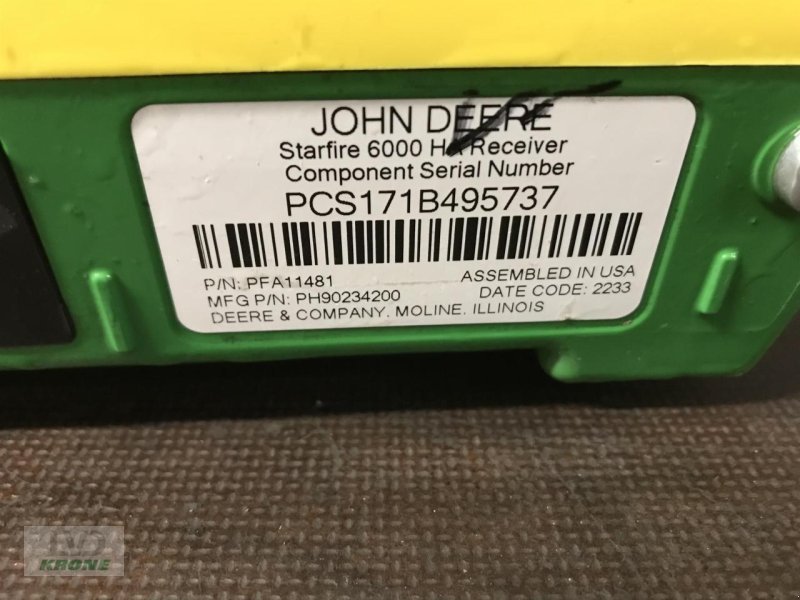 JOHN DEERE
Starfire 6000 HA Receiver
Component Serial Number
PCS171B495737
P/N: PFA11481
ASSEMBLED IN USA
MFG P/N: PH90234200
DATE CODE: 2233
DEERE & COMPANY, MOLINE, ILLINOIS
KRONE